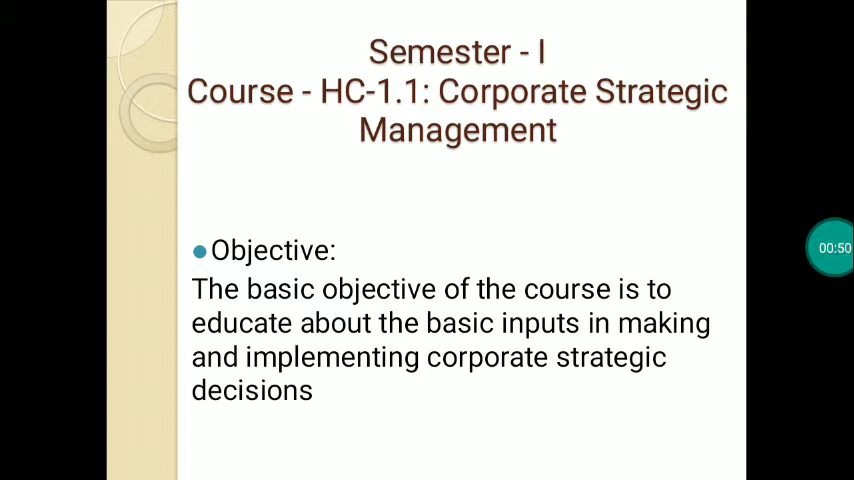 Semester - I
Course - HC-1.1: Corporate Strategic
Management
Objective:
The basic objective of the course is to
educate about the basic inputs in making
and implementing corporate strategic
decisions
00:50